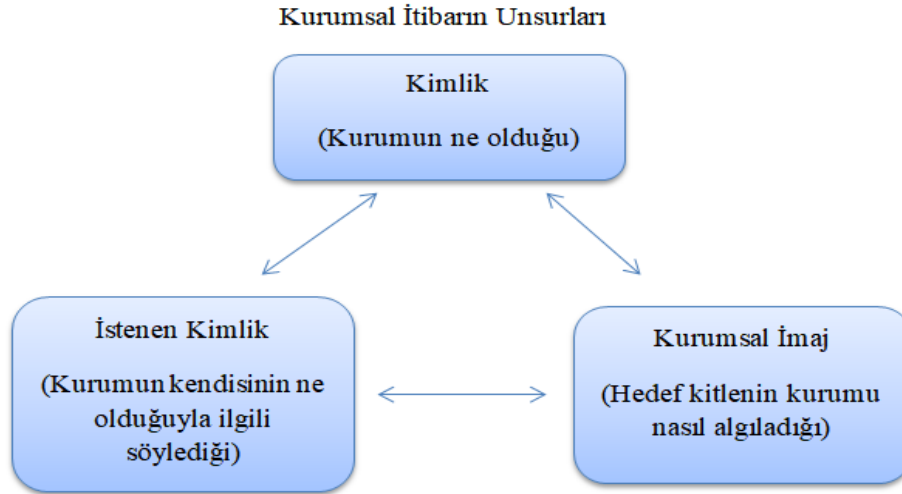 Kurumsal İtibarın Unsurları
Kimlik
(Kurumun ne olduğu)
İstenen Kimlik
(Kurumun kendisinin ne
olduğuyla ilgili
söylediği)
Kurumsal İmaj
(Hedef kitlenin kurumu
nasıl algıladığı)